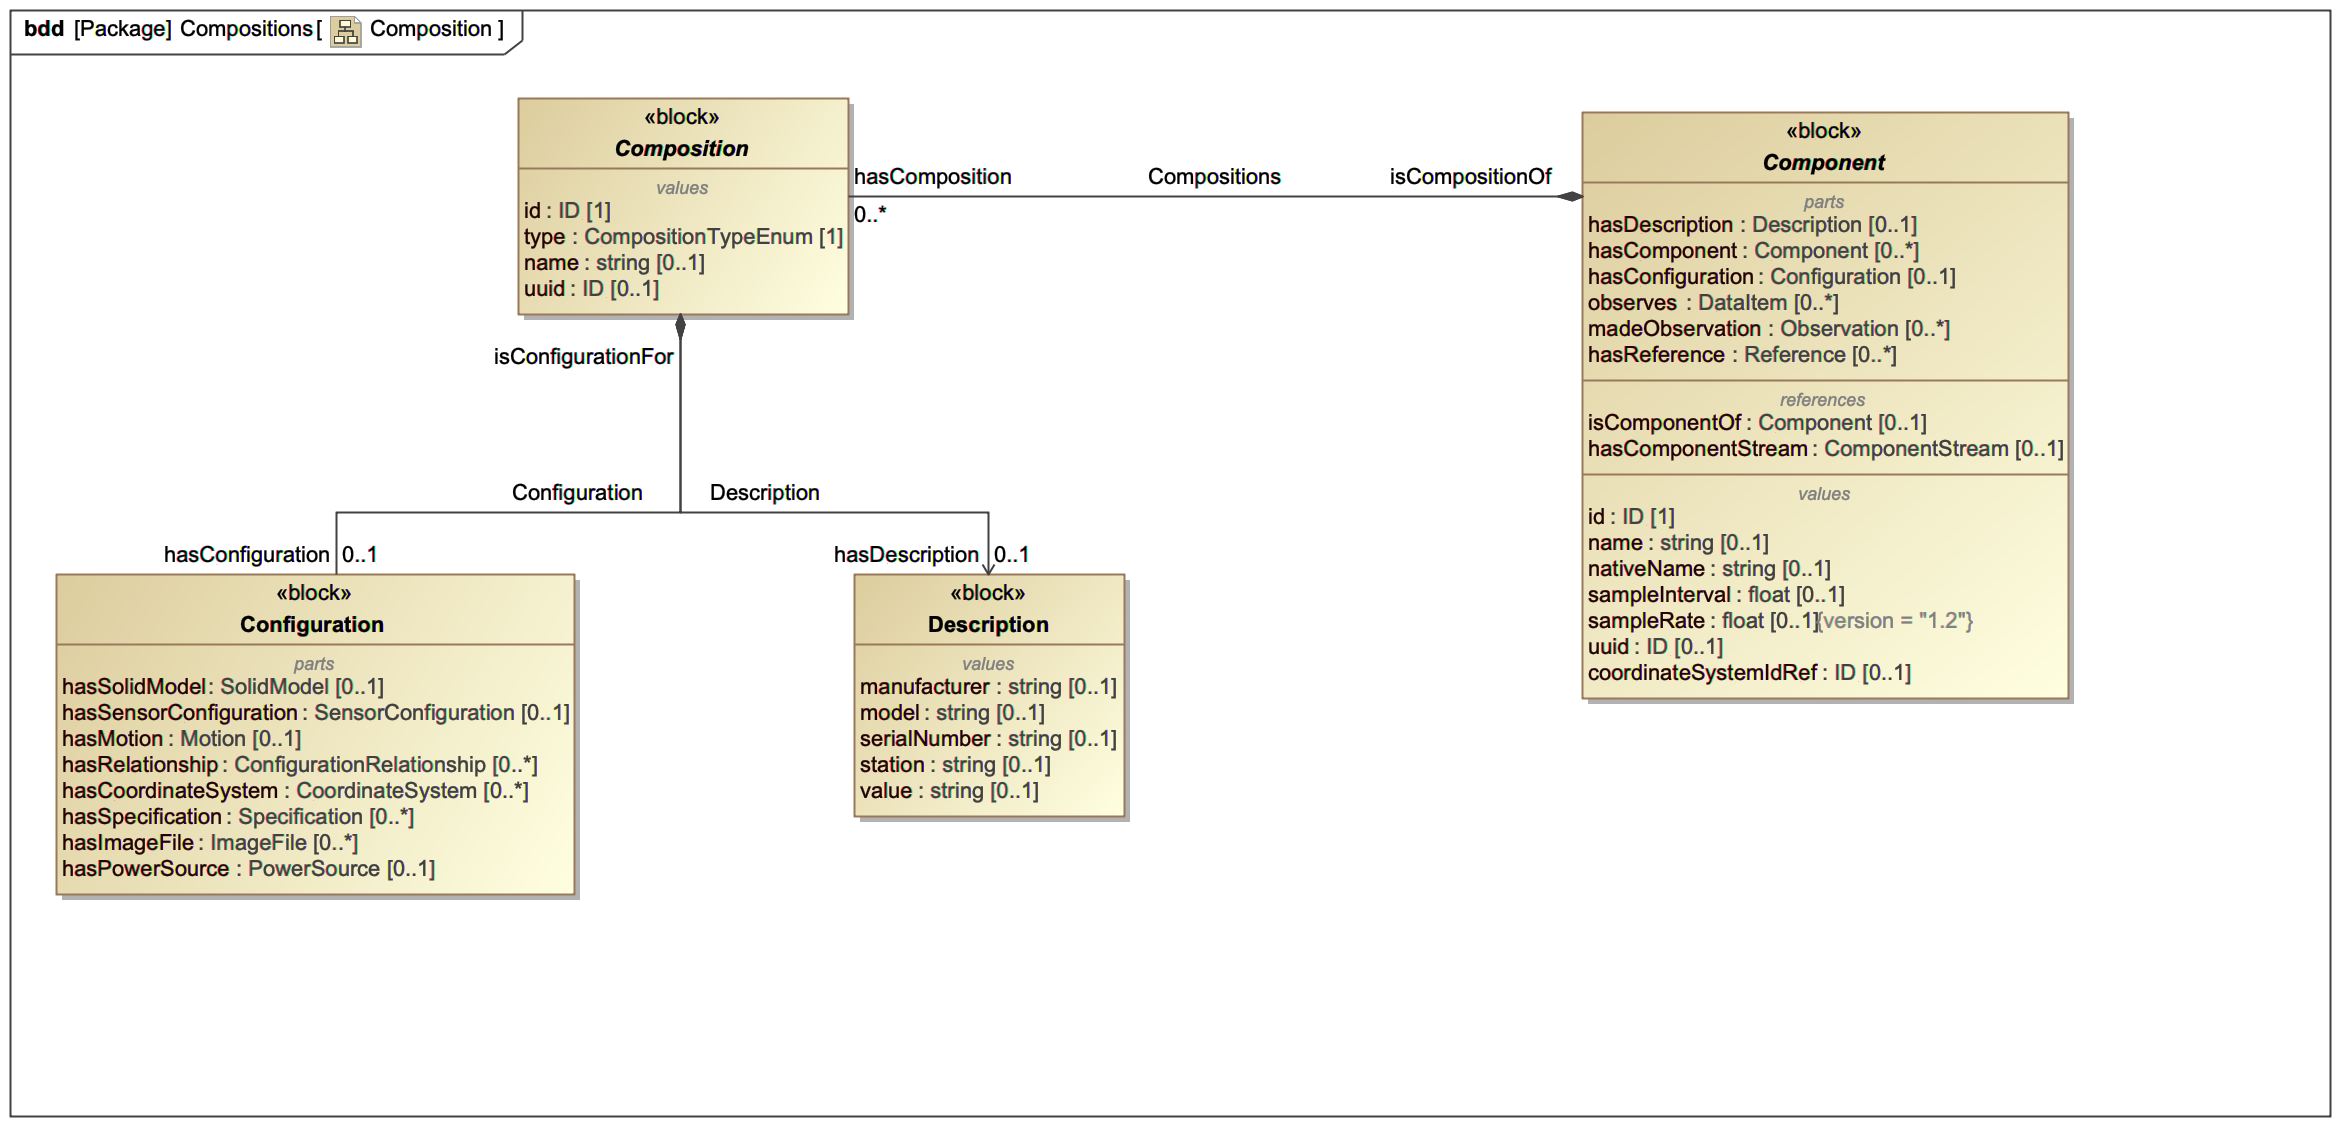 bdd [Package] Compositions[ Composition ]
«block»
Composition
values
id : ID [1]
type : CompositionTypeEnum [1]
name : string [0..1]
uuid : ID [0..1]
hasComposition
Compositions
isCompositionOf
0..*
«block»
Component
parts
hasDescription : Description [0..1]
hasComponent : Component [0..*]
hasConfiguration : Configuration [0..1]
observes : DataItem [0..*]
madeObservation : Observation [0..*]
hasReference : Reference [0..*]
references
isComponentOf : Component [0..1]
hasComponentStream : ComponentStream [0..1]
values
id : ID [1]
name : string [0..1]
nativeName : string [0..1]
sampleInterval : float [0..1]
sampleRate : float [0..1]{version = "1.2"}
uuid : ID [0..1]
coordinateSystemIdRef : ID [0..1]
isConfigurationFor
Configuration
Description
hasConfiguration 0..1
hasDescription 0..1
«block»
Configuration
parts
hasSolidModel : SolidModel [0..1]
hasSensorConfiguration : SensorConfiguration [0..1]
hasMotion : Motion [0..1]
hasRelationship : ConfigurationRelationship [0..*]
hasCoordinateSystem : CoordinateSystem [0..*]
hasSpecification : Specification [0..*]
hasImageFile : ImageFile [0..*]
hasPowerSource : PowerSource [0..1]
«block»
Description
values
manufacturer : string [0..1]
model : string [0..1]
serialNumber : string [0..1]
station : string [0..1]
value : string [0..1]